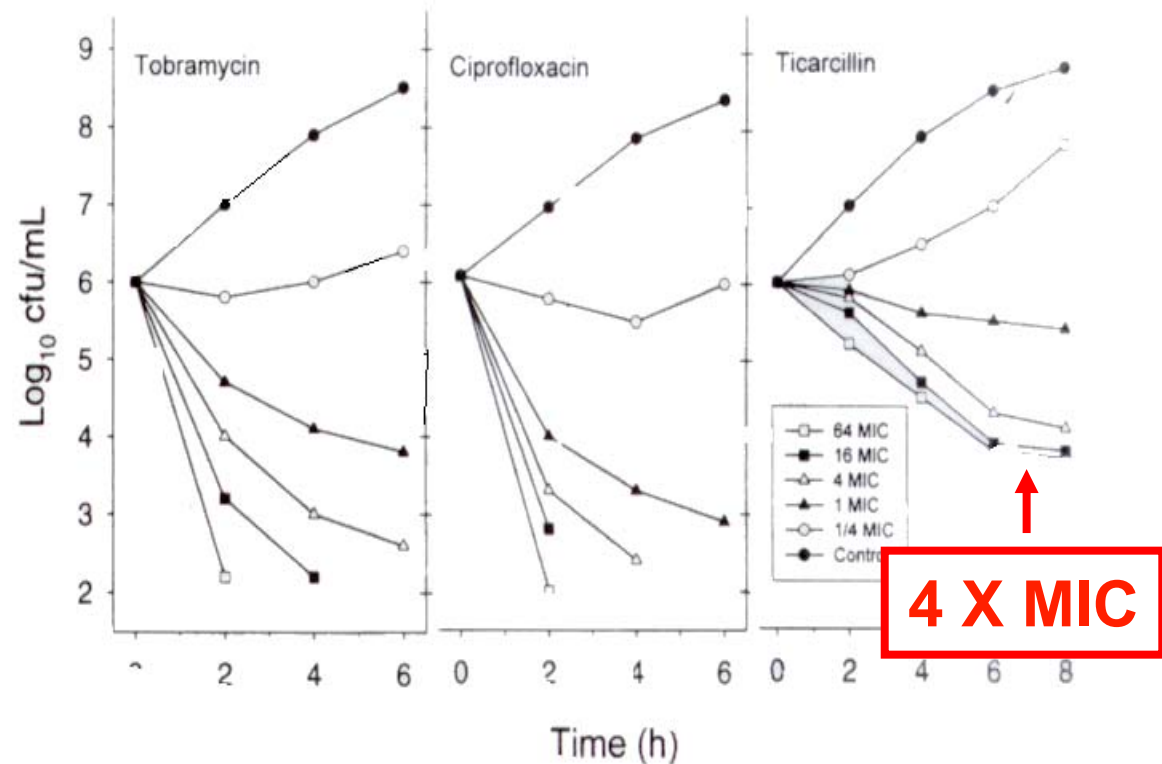 Tobramycin
Ciprofloxacin
Ticarcillin
Log10 cfu/mL
9
8
7
6
5
4
3
2
64 MIC
16 MIC
4 MIC
1 MIC
1/4 MIC
Contro
4 X MIC
2 4 6
0 2 4 6
0 2 4 6 8
Time (h)